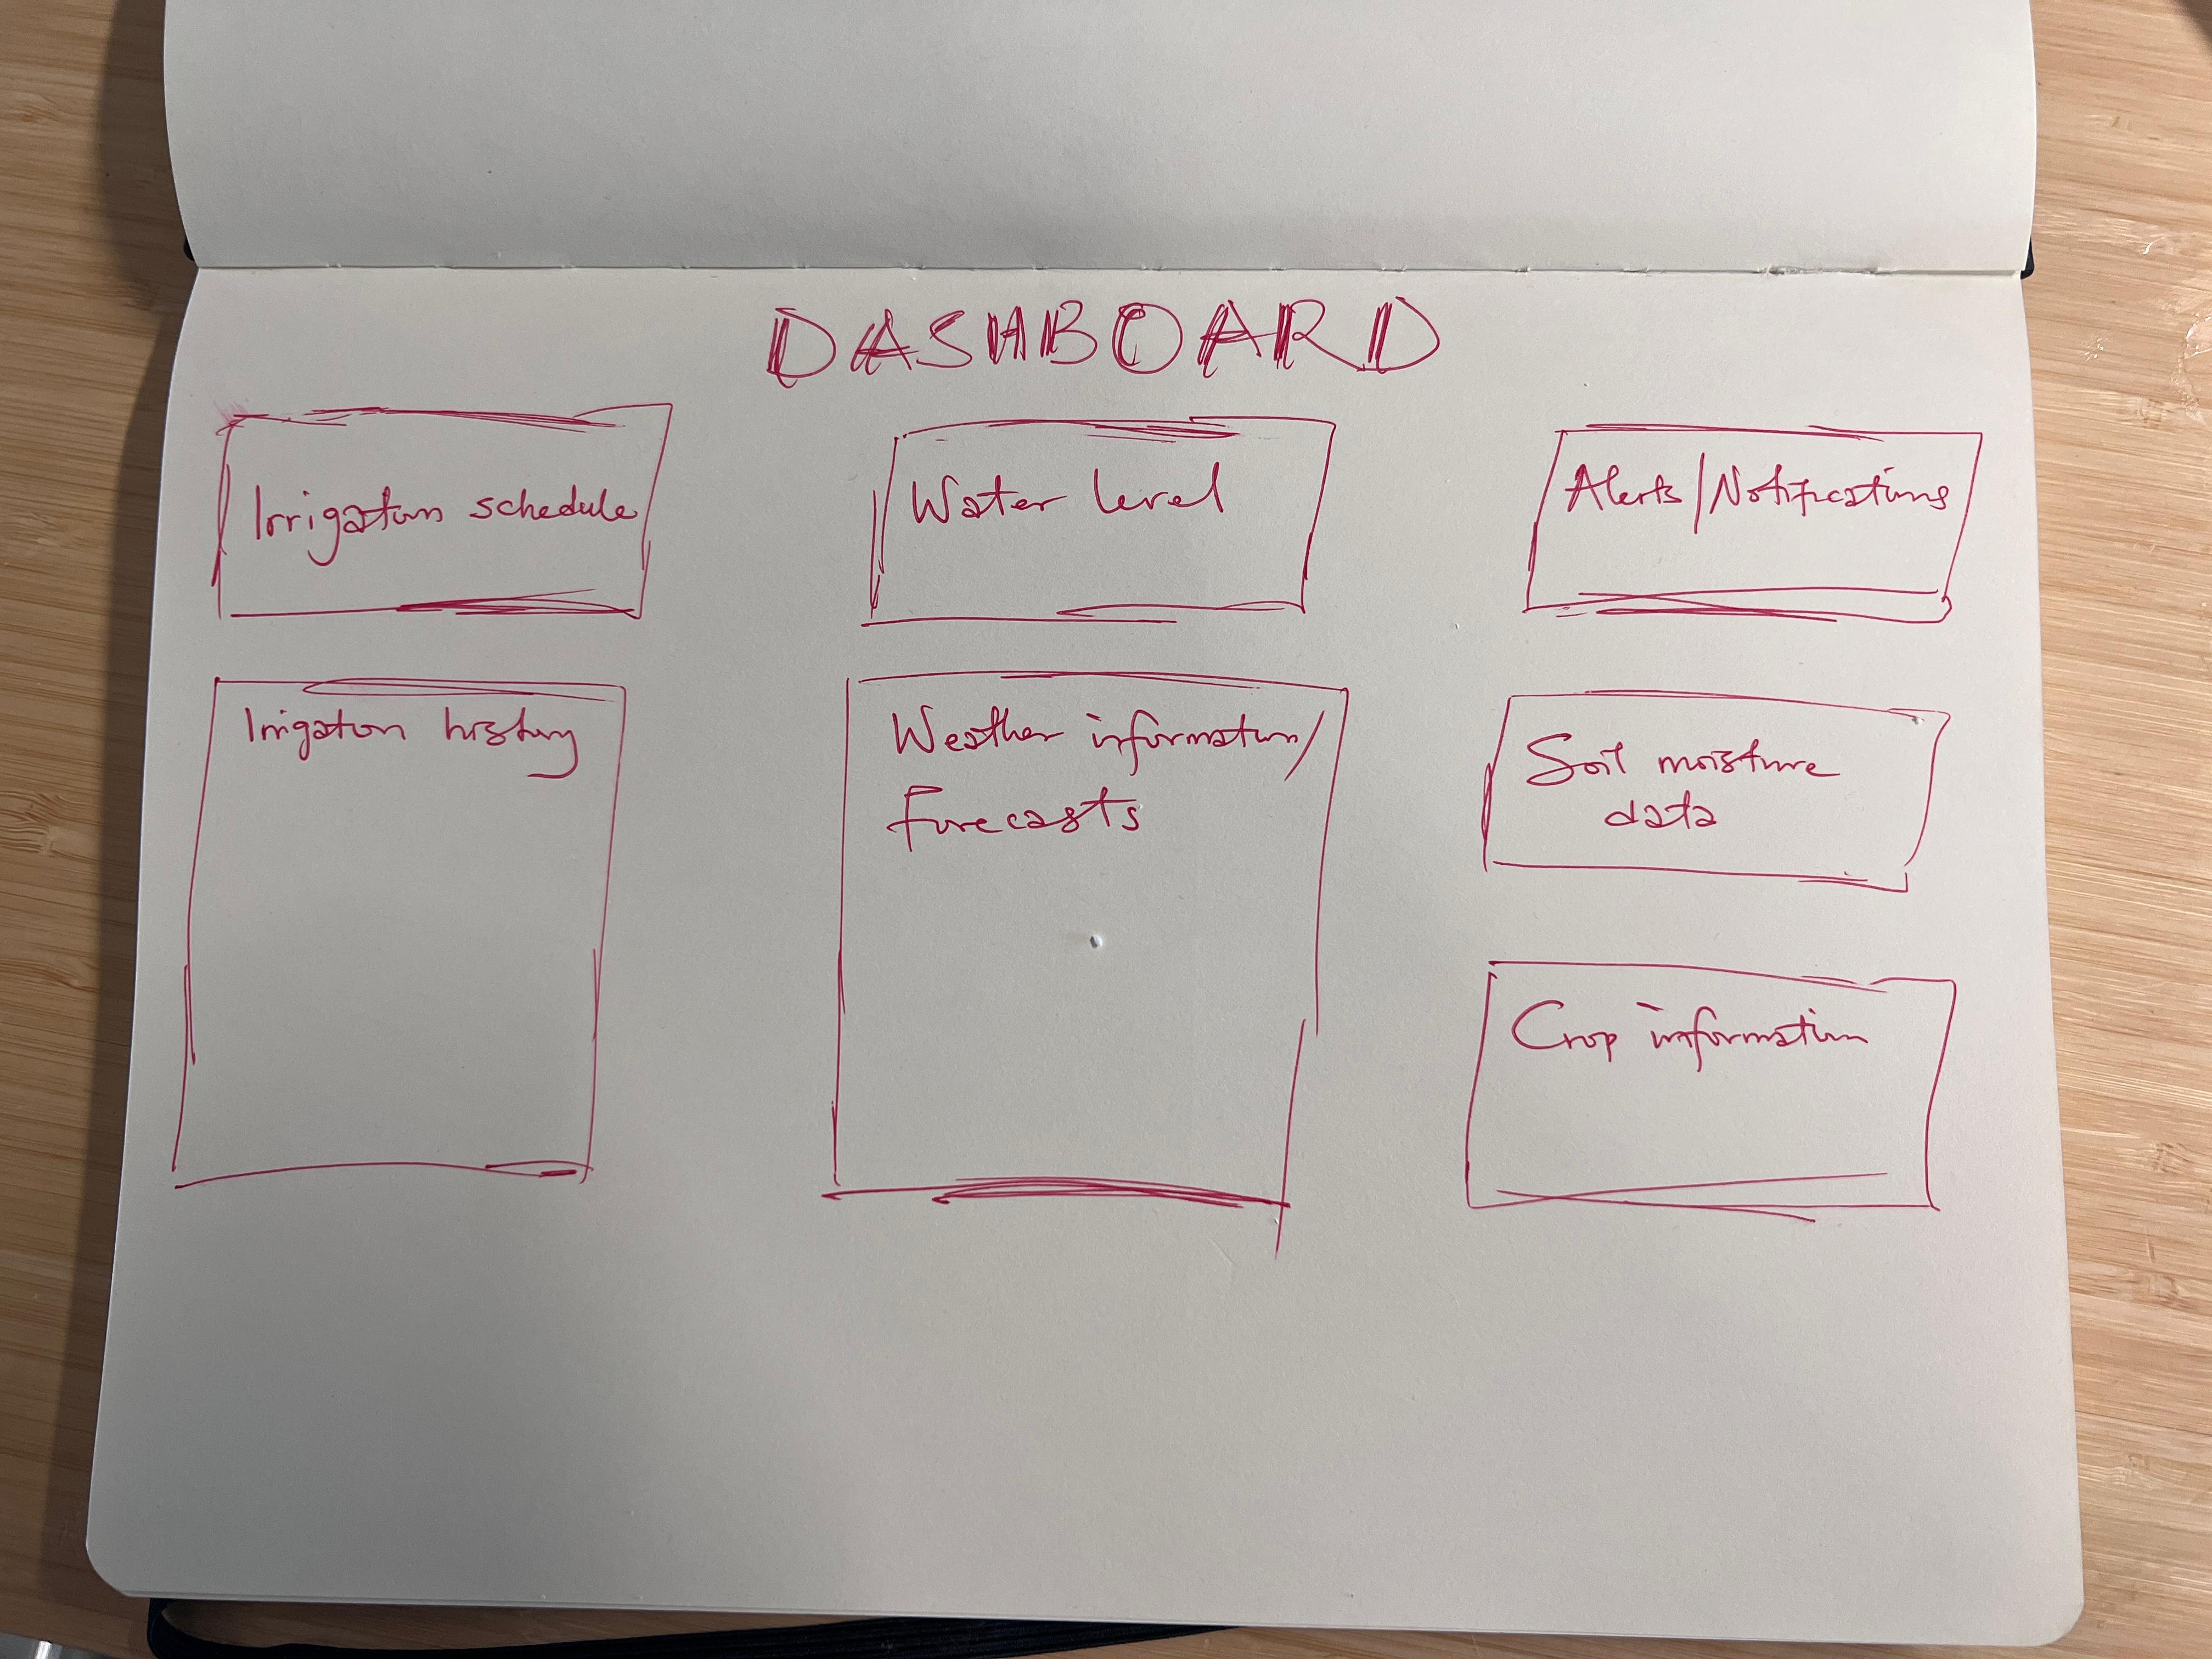 DASHBOARD
Irrigation schedule
Water level
Alerts/Notifications
Irrigation history
Weather information/
Forecasts
Soil moisture
data
Crop information